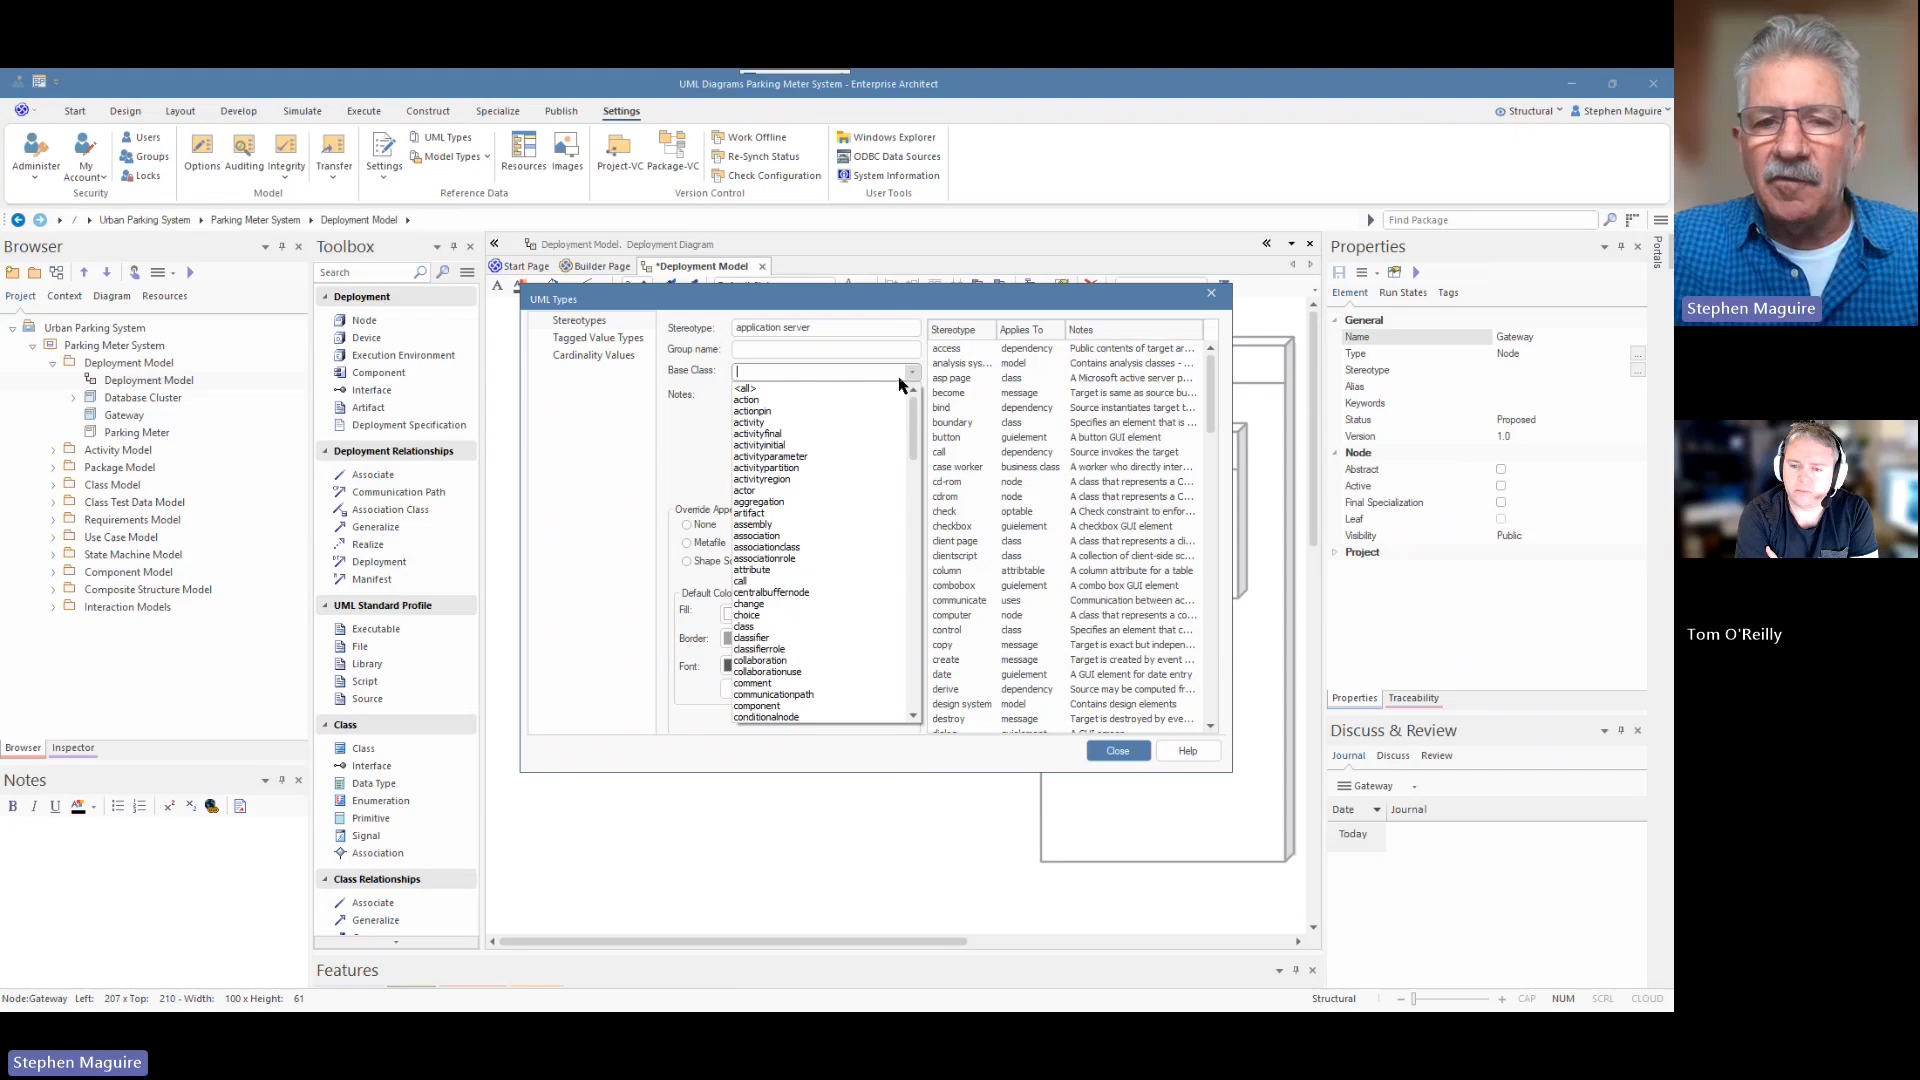 UML Diagrams Parking Meter System - Enterprise Architect
Start Design Layout Develop Simulate Execute Construct Specialize Publish Settings
Structural Stephen Maguire
Administer
My Account
Users
Groups
Locks
Security
Options Auditing Integrity
Model
Transfer
Settings
UML Types
Model Types
Resources Images
Reference Data
Project-VC Package-VC
Work Offline
Re-Synch Status
Check Configuration
Version Control
Windows Explorer
ODBC Data Sources
System Information
User Tools
/ Urban Parking System Parking Meter System Deployment Model
Find Package
Browser
Project Context Diagram Resources
Urban Parking System
Parking Meter System
Deployment Model
Deployment Model
Database Cluster
Gateway
Parking Meter
Activity Model
Package Model
Class Model
Class Test Data Model
Requirements Model
Use Case Model
State Machine Model
Component Model
Composite Structure Model
Interaction Models
Browser Inspector
Notes
B I U
Toolbox
Search
Deployment
Node
Device
Execution Environment
Component
Interface
Artifact
Deployment Specification
Deployment Relationships
Associate
Communication Path
Association Class
Generalize
Realize
Deployment
Manifest
UML Standard Profile
Executable
File
Library
Script
Source
Class
Class
Interface
Data Type
Enumeration
Primitive
Signal
Association
Class Relationships
Associate
Generalize
Deployment Model. Deployment Diagram
Start Page Builder Page *Deployment Model
UML Types
Stereotypes
Tagged Value Types
Cardinality Values
Stereotype: application server
Group name:
Base Class:
Notes:
<all>
action
actionpin
activity
activityfinal
activityinitial
activityparameter
activitypartition
activityregion
actor
aggregation
artifact
assembly
association
associationclass
associationrole
attribute
call
centralbuffernode
change
choice
class
classifier
classifierrole
collaboration
collaborationuse
comment
communicationpath
component
conditionalnode
Override Appe
None
Metafile
Shape Sc
Default Colo
Fill:
Border:
Font:
Stereotype Applies To Notes
access dependency Public contents of target ar...
analysis sys... model Contains analysis classes - ...
asp page class A Microsoft active server p...
become message Target is same as source bu...
bind dependency Source instantiates target t...
boundary class Specifies an element that is ...
button guielement A button GUI element
call dependency Source invokes the target
case worker business class A worker who directly inter...
cd-rom node A class that represents a C...
cdrom node A class that represents a C...
check optable A Check constraint to enfor...
checkbox guielement A checkbox GUI element
client page class A class that represents a cli...
clientscript class A collection of client-side sc...
column attribtable A column attribute for a table
combobox guielement A combo box GUI element
communicate uses Communication between ac...
computer node A class that represents a co...
control class Specifies an element that c...
copy message Target is exact but indepen...
create message Target is created by event ...
date guielement A GUI element for date entry
derive dependency Source may be computed fr...
design system model Contains design elements
destroy message Target is destroyed by eve...
Close Help
Features
Properties
Element Run States Tags
General
Name Gateway
Type Node
Stereotype
Alias
Keywords
Status Proposed
Version 1.0
Node
Abstract
Active
Final Specialization
Leaf
Visibility Public
Project
Properties Traceability
Discuss & Review
Journal Discuss Review
Gateway
Date Journal
Today
Portals
Node:Gateway Left: 207 x Top: 210 - Width: 100 x Height: 61
Structural CAP NUM SCRL CLOUD
Stephen Maguire
Tom O'Reilly
Stephen Maguire